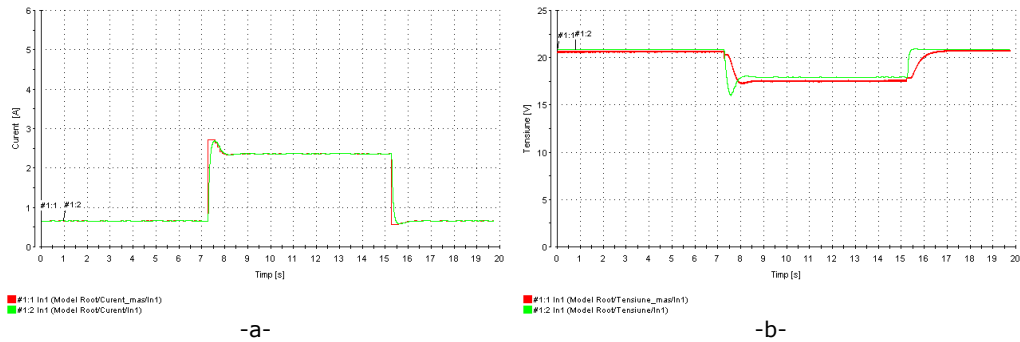 Curent [A]
6
5
4
3
2
1
0
#1:1
#1:2
0 1 2 3 4 5 6 7 8 9 10 11 12 13 14 15 16 17 18 19 20
Timp [s]
#1:1 In1 (Model Root/Curent_mas/In1)
#1:2 In1 (Model Root/Curent/In1)
-a-
Tensiune [V]
25
20
15
10
5
0
#1:1
#1:2
0 1 2 3 4 5 6 7 8 9 10 11 12 13 14 15 16 17 18 19 20
Timp [s]
#1:1 In1 (Model Root/Tensiune_mas/In1)
#1:2 In1 (Model Root/Tensiune/In1)
-b-